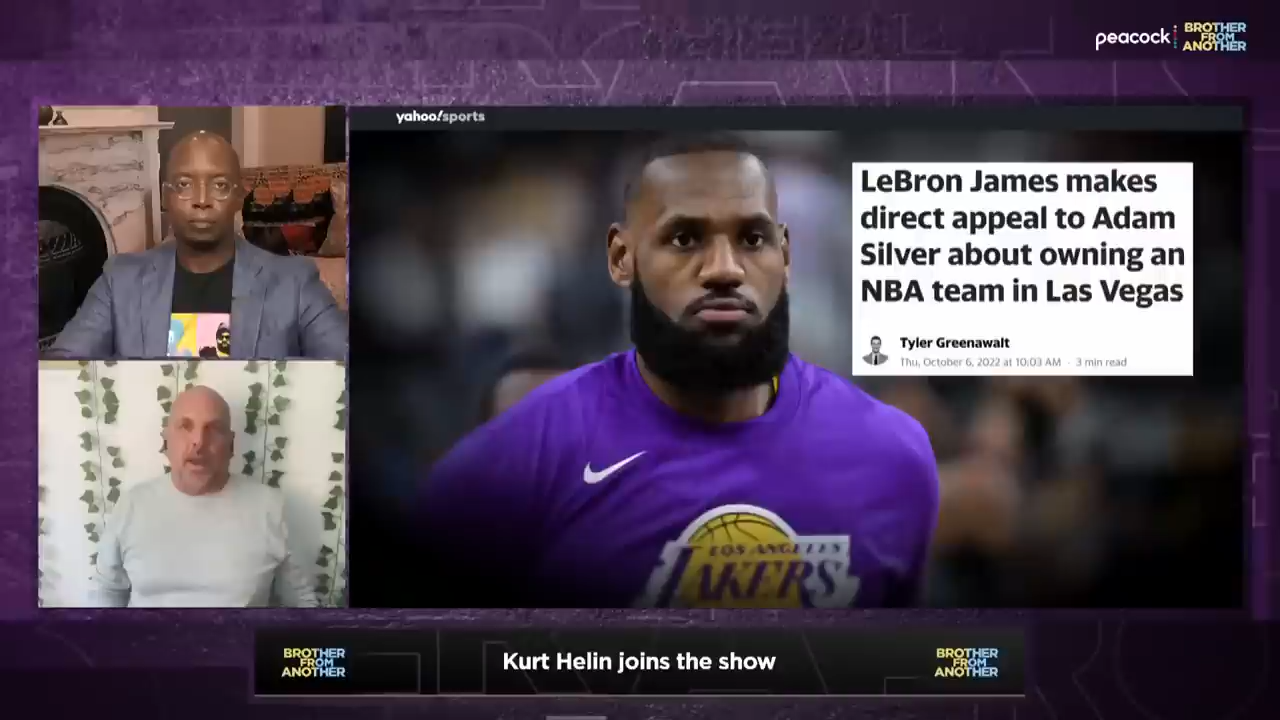 peacock
BROTHER
FROM
ANOTHER
yahoo!sports
LeBron James makes
direct appeal to Adam
Silver about owning an
NBA team in Las Vegas
Tyler Greenawalt
Thu, October 6, 2022 at 10:03 AM · 3 min read
LOS ANGELES
LAKERS
BROTHER
FROM
ANOTHER
Kurt Helin joins the show
BROTHER
FROM
ANOTHER